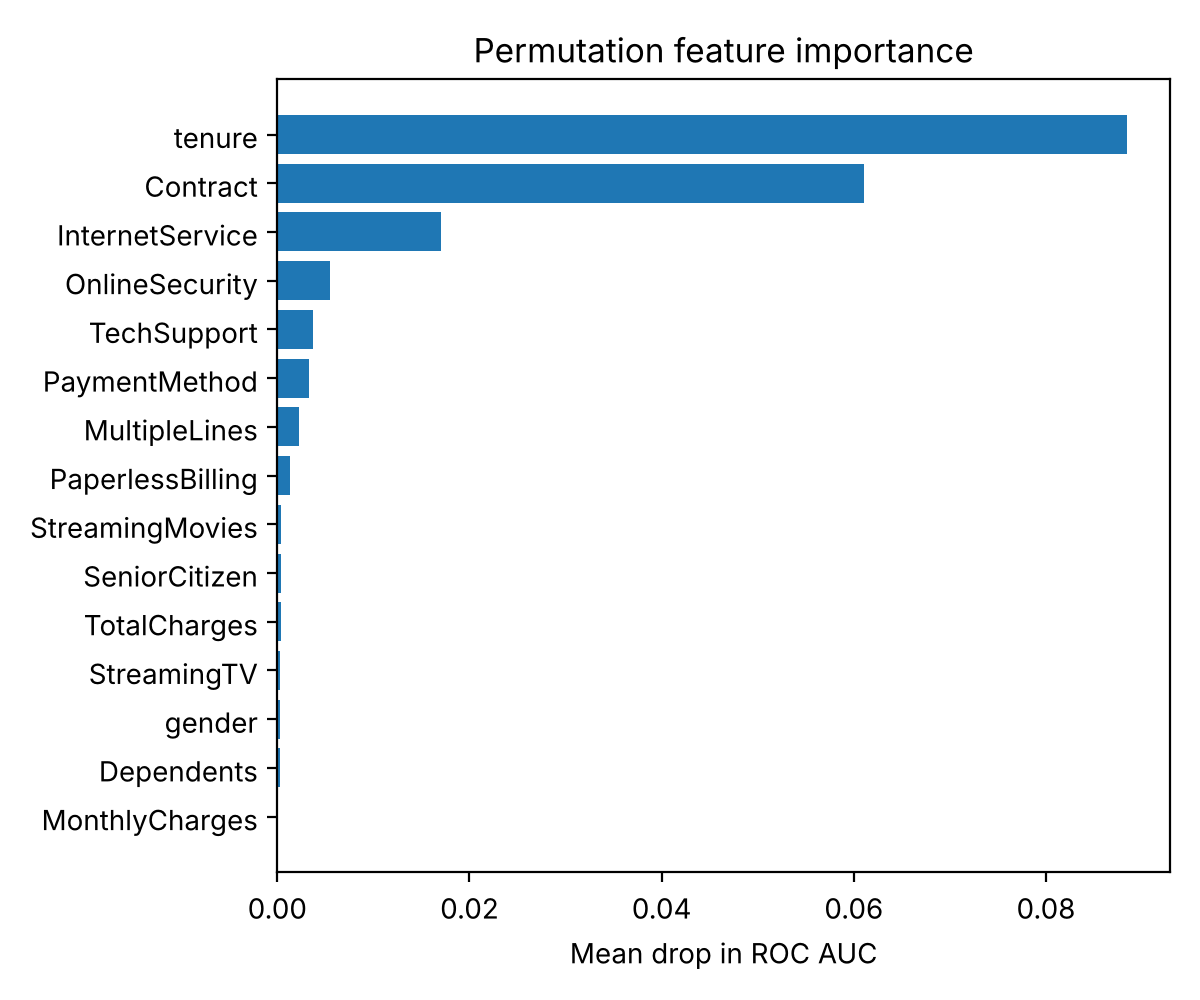 Permutation feature importance
tenure
Contract
InternetService
OnlineSecurity
TechSupport
PaymentMethod
MultipleLines
PaperlessBilling
StreamingMovies
SeniorCitizen
TotalCharges
StreamingTV
gender
Dependents
MonthlyCharges
0.00 0.02 0.04 0.06 0.08
Mean drop in ROC AUC